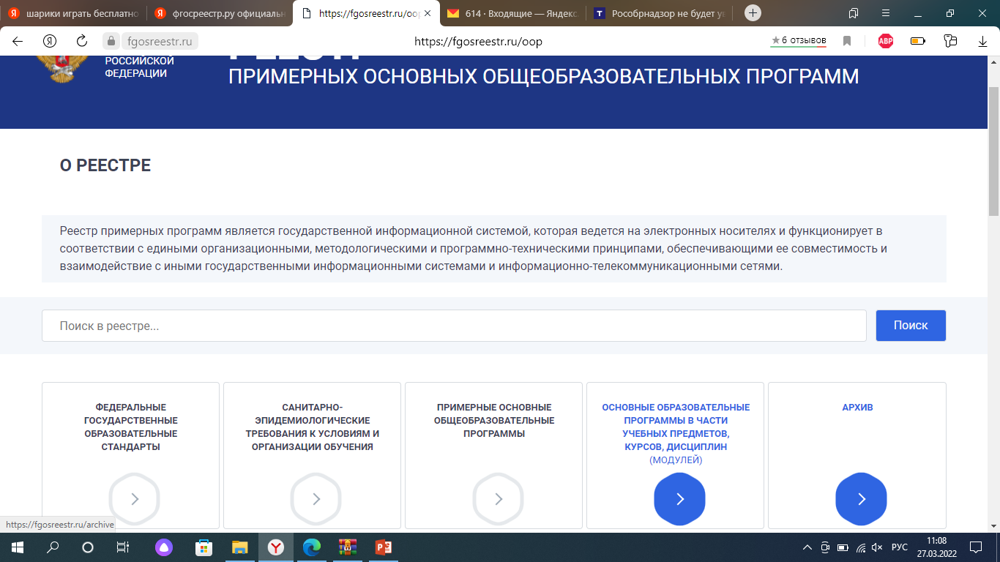 шарики играть бесплатно
фгосреестр.ру официальн
https://fgosreestr.ru/oop
614 · Входящие — Яндекс.
Рособрнадзор не будет ув
fgosreestr.ru
https://fgosreestr.ru/oop
6 отзывов
ABP
РОССИЙСКОЙ
ФЕДЕРАЦИИ
ПРИМЕРНЫХ ОСНОВНЫХ ОБЩЕОБРАЗОВАТЕЛЬНЫХ ПРОГРАММ
О РЕЕСТРЕ
Реестр примерных программ является государственной информационной системой, которая ведется на электронных носителях и функционирует в
соответствии с едиными организационными, методологическими и программно-техническими принципами, обеспечивающими ее совместимость и
взаимодействие с иными государственными информационными системами и информационно-телекоммуникационными сетями.
Поиск в реестре...
Поиск
ФЕДЕРАЛЬНЫЕ
ГОСУДАРСТВЕННЫЕ
ОБРАЗОВАТЕЛЬНЫЕ
СТАНДАРТЫ
САНИТАРНО-
ЭПИДЕМИОЛОГИЧЕСКИЕ
ТРЕБОВАНИЯ К УСЛОВИЯМ И
ОРГАНИЗАЦИИ ОБУЧЕНИЯ
ПРИМЕРНЫЕ ОСНОВНЫЕ
ОБЩЕОБРАЗОВАТЕЛЬНЫЕ
ПРОГРАММЫ
ОСНОВНЫЕ ОБРАЗОВАТЕЛЬНЫЕ
ПРОГРАММЫ В ЧАСТИ
УЧЕБНЫХ ПРЕДМЕТОВ,
КУРСОВ, ДИСЦИПЛИН
(МОДУЛЕЙ)
АРХИВ
https://fgosreestr.ru/archive
РУС
11:08
27.03.2022